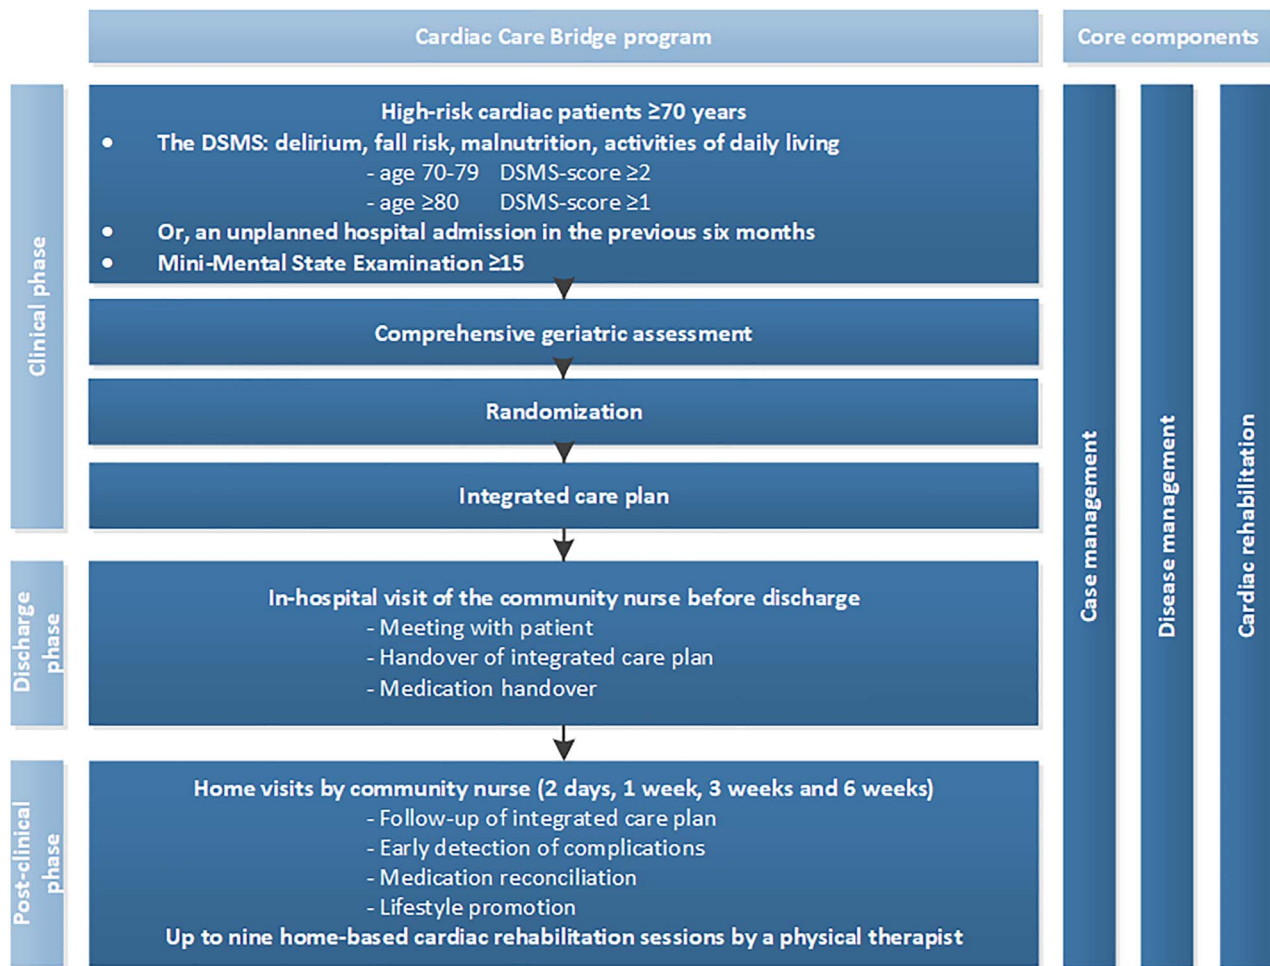 Cardiac Care Bridge program
Core components
Clinical phase
High-risk cardiac patients ≥70 years
• The DSMS: delirium, fall risk, malnutrition, activities of daily living
- age 70-79 DSMS-score ≥2
- age ≥80 DSMS-score ≥1
• Or, an unplanned hospital admission in the previous six months
• Mini-Mental State Examination ≥15
Comprehensive geriatric assessment
Randomization
Integrated care plan
Discharge
phase
In-hospital visit of the community nurse before discharge
- Meeting with patient
- Handover of integrated care plan
- Medication handover
Post-clinical
phase
Home visits by community nurse (2 days, 1 week, 3 weeks and 6 weeks)
- Follow-up of integrated care plan
- Early detection of complications
- Medication reconciliation
- Lifestyle promotion
Up to nine home-based cardiac rehabilitation sessions by a physical therapist
Case management
Disease management
Cardiac rehabilitation